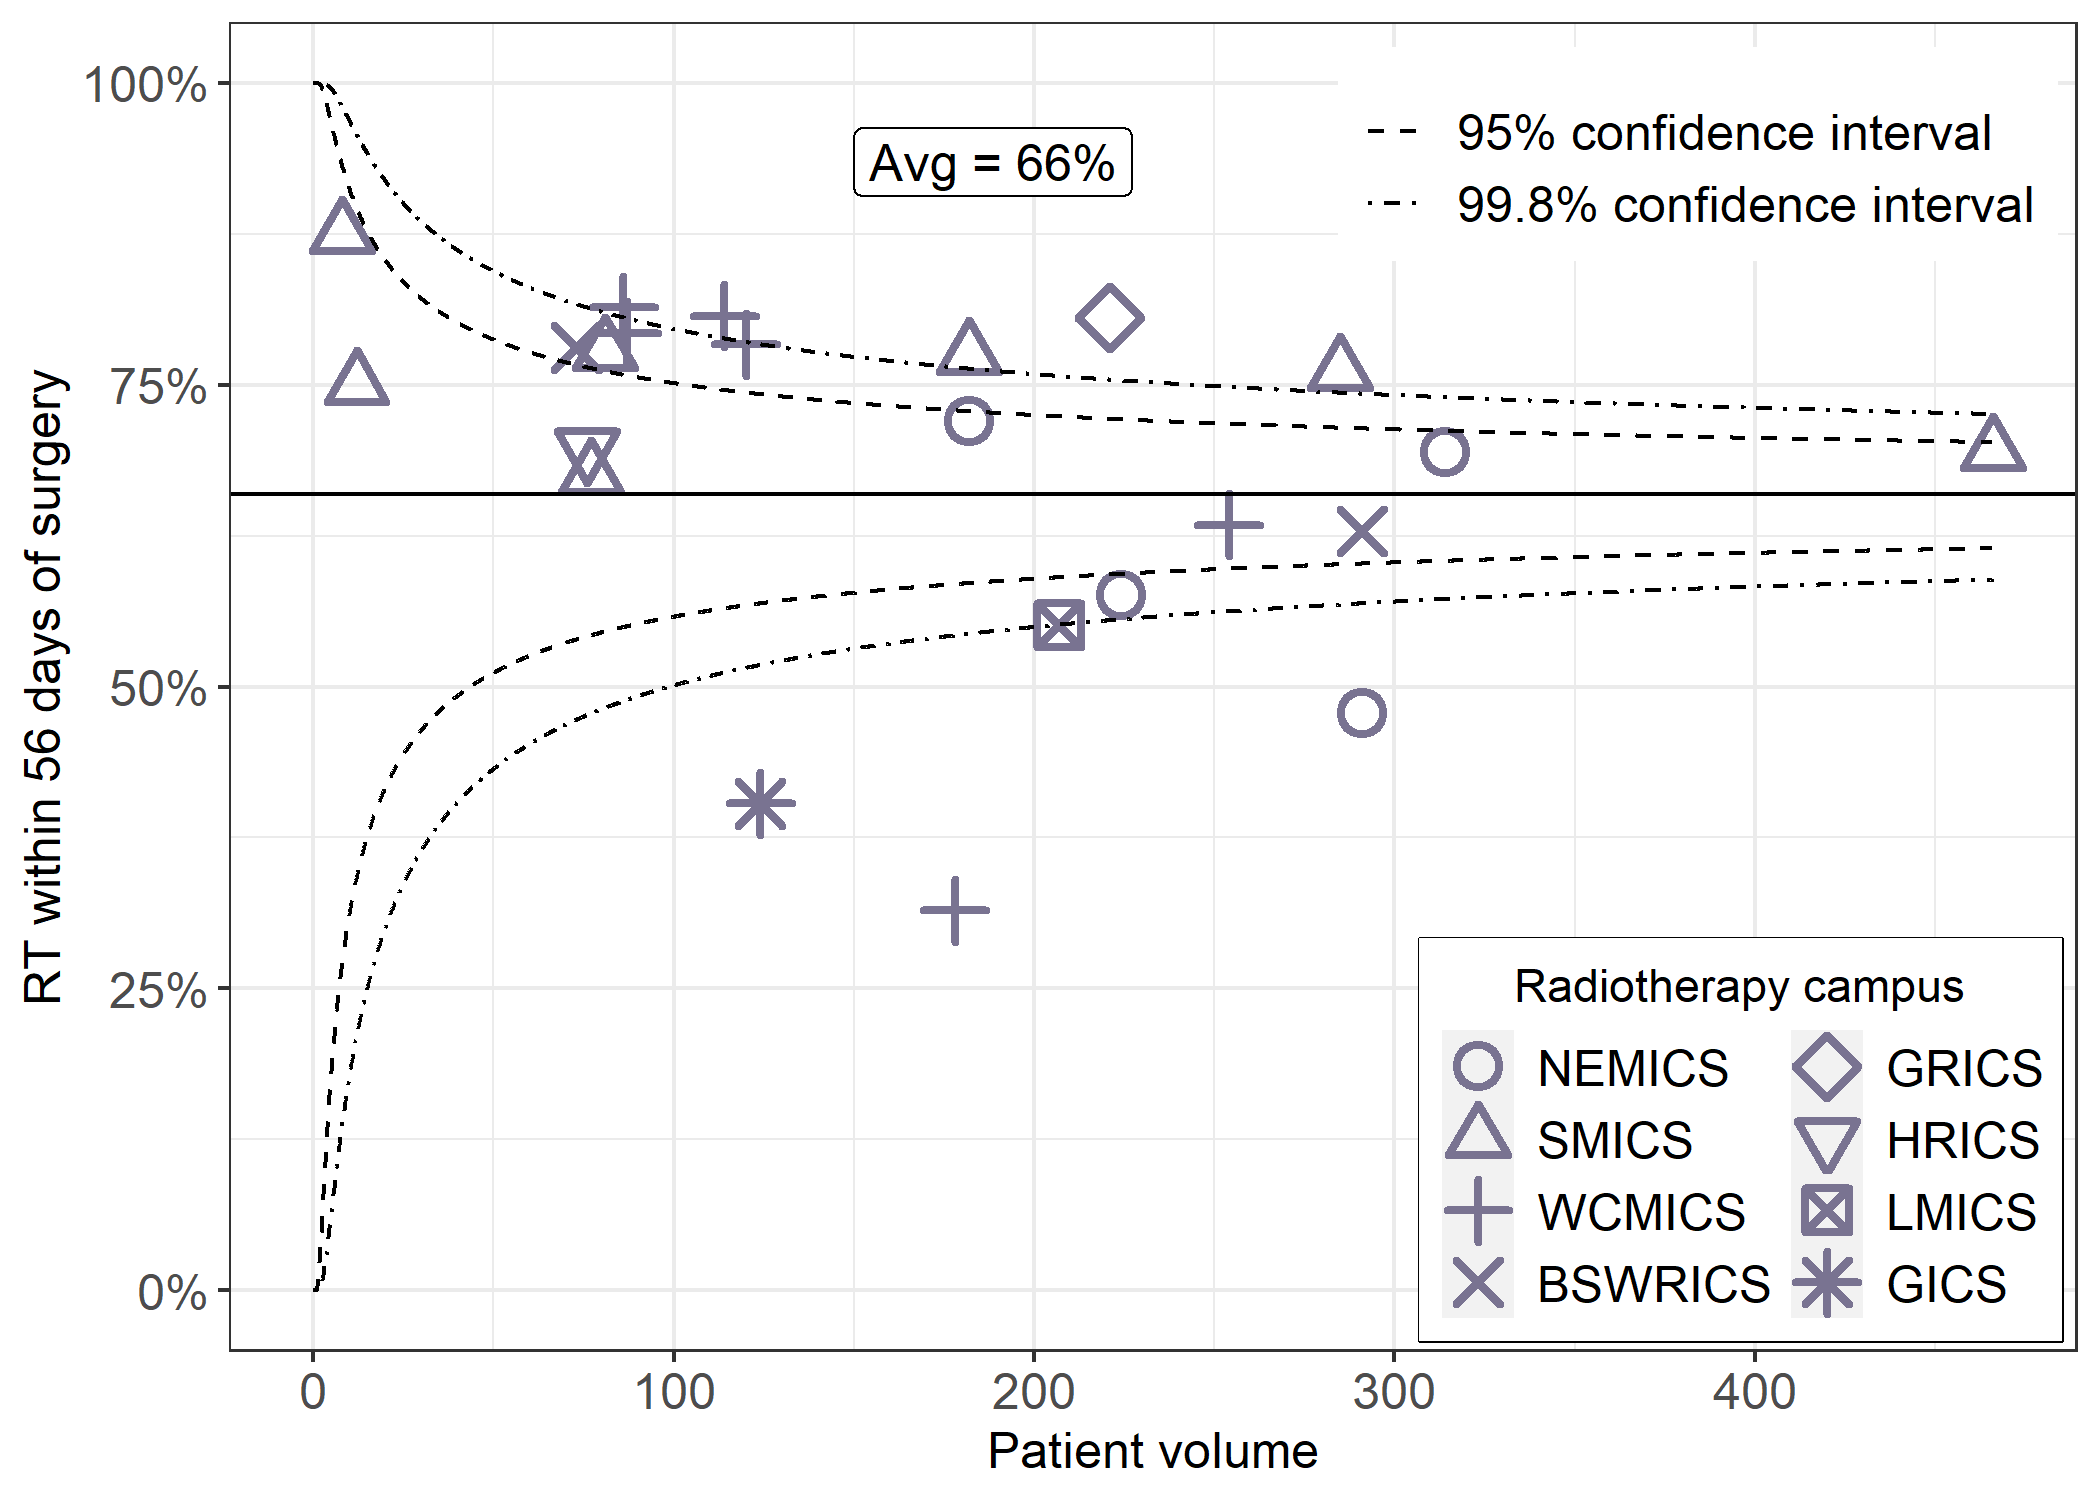 100%
75%
50%
25%
0%
RT within 56 days of surgery
Avg = 66%
95% confidence interval
99.8% confidence interval
Radiotherapy campus
NEMICS
SMICS
WCMICS
BSWRICS
GRICS
HRICS
LMICS
GICS
0 100 200 300 400
Patient volume